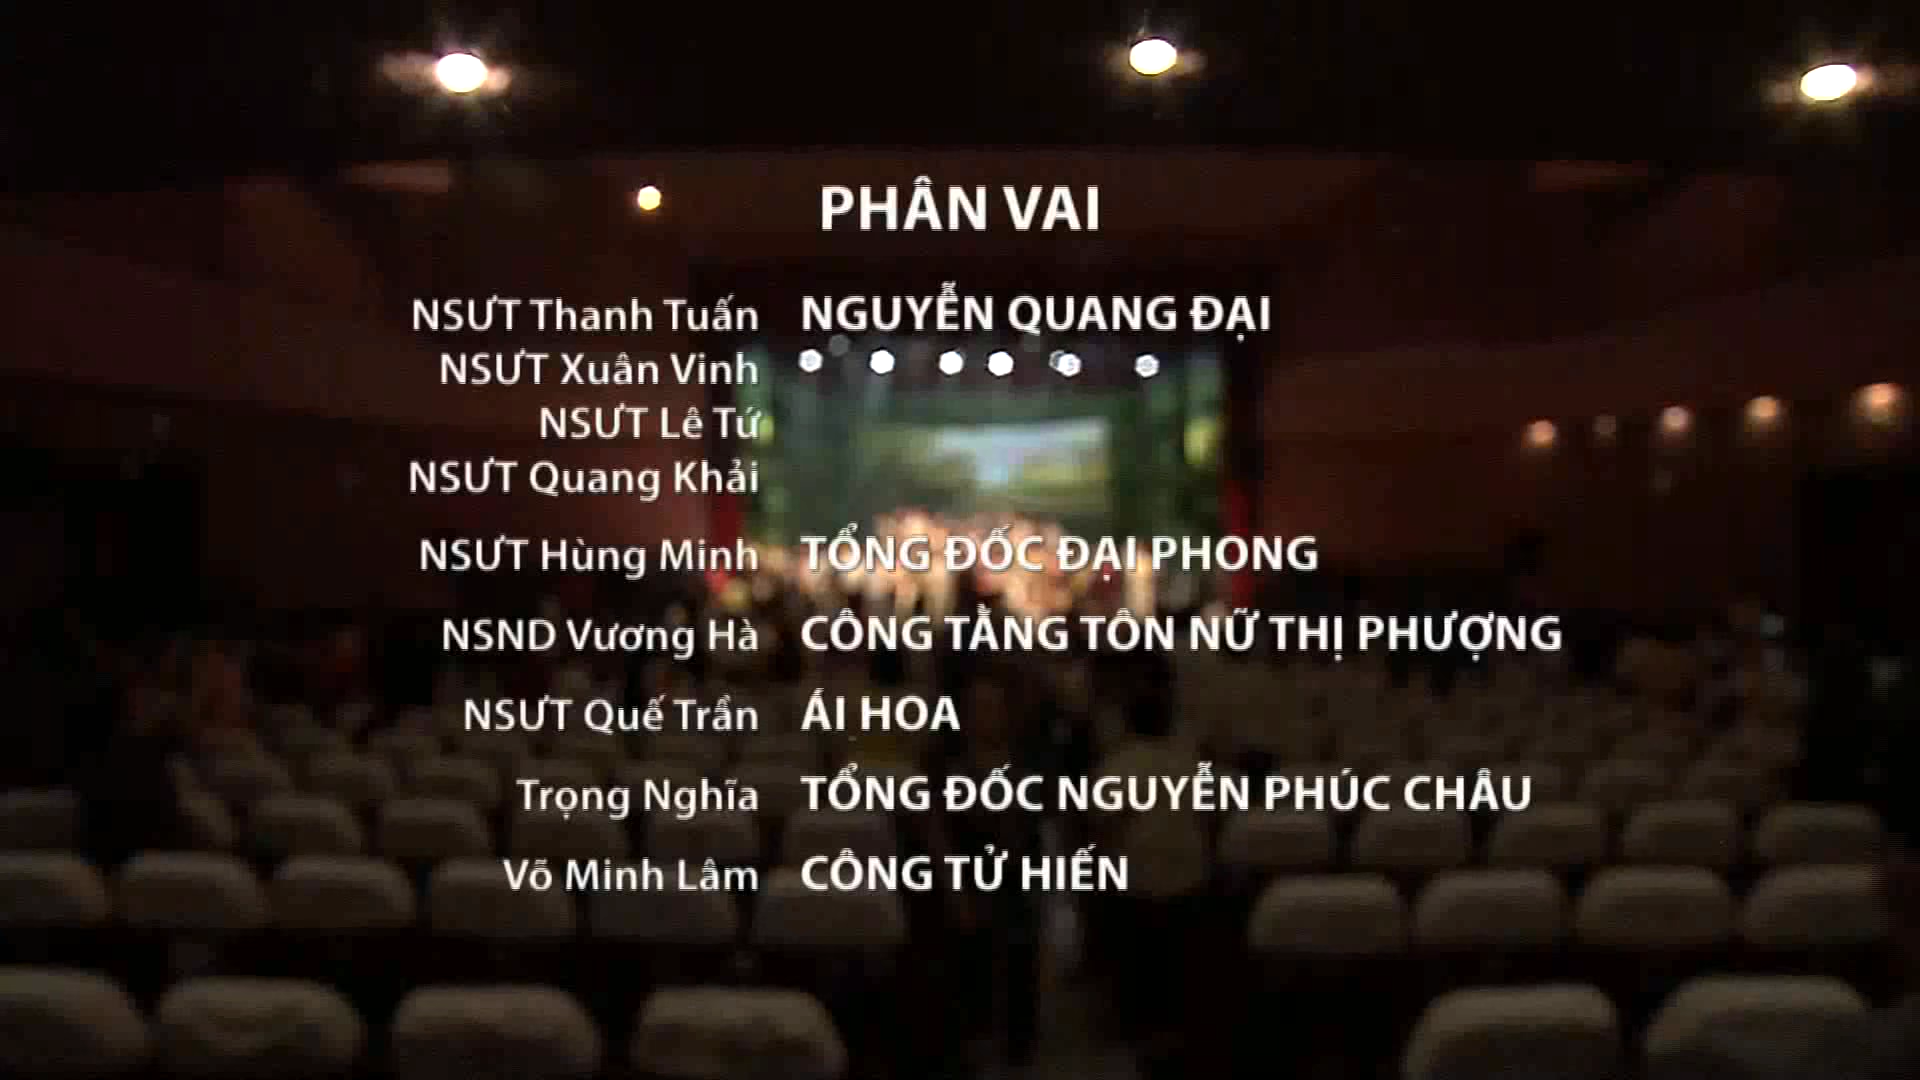 PHÂN VAI
NSƯT Thanh Tuấn NGUYỄN QUANG ĐẠI
NSƯT Xuân Vinh
NSƯT Lê Tứ
NSƯT Quang Khải
NSƯT Hùng Minh TỔNG ĐỐC ĐẠI PHONG
NSND Vương Hà CÔNG TẰNG TÔN NỮ THỊ PHƯỢNG
NSƯT Quế Trần ÁI HOA
Trọng Nghĩa TỔNG ĐỐC NGUYỄN PHÚC CHÂU
Võ Minh Lâm CÔNG TỬ HIẾN